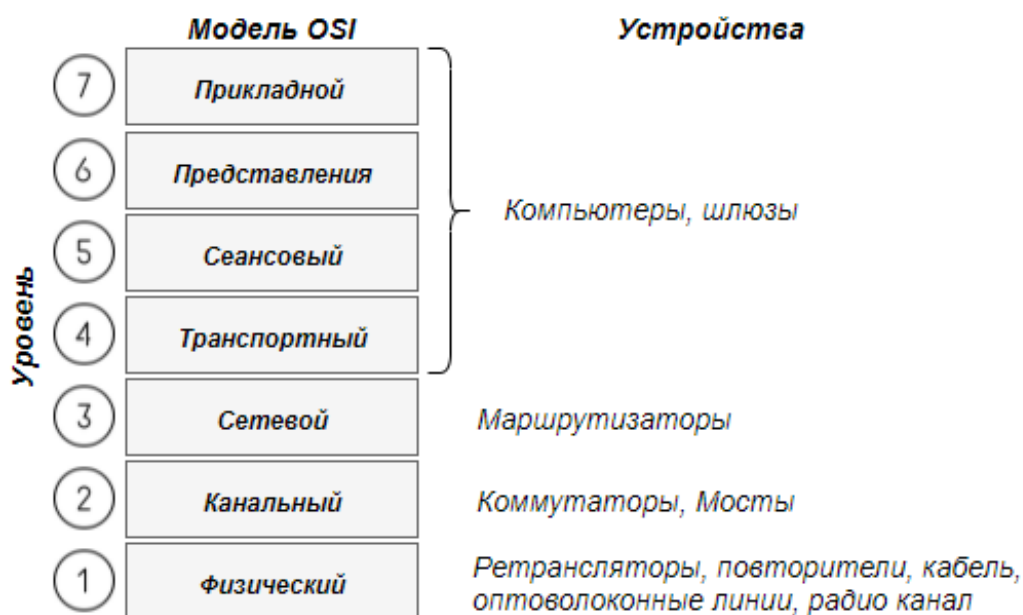 Модель OSI
Устройства
Уровень
7
Прикладной
6
Представления
5
Сеансовый
4
Транспортный
Компьютеры, шлюзы
3
Сетевой
Маршрутизаторы
2
Канальный
Коммутаторы, Мосты
1
Физический
Ретрансляторы, повторители, кабель,
оптоволоконные линии, радио канал